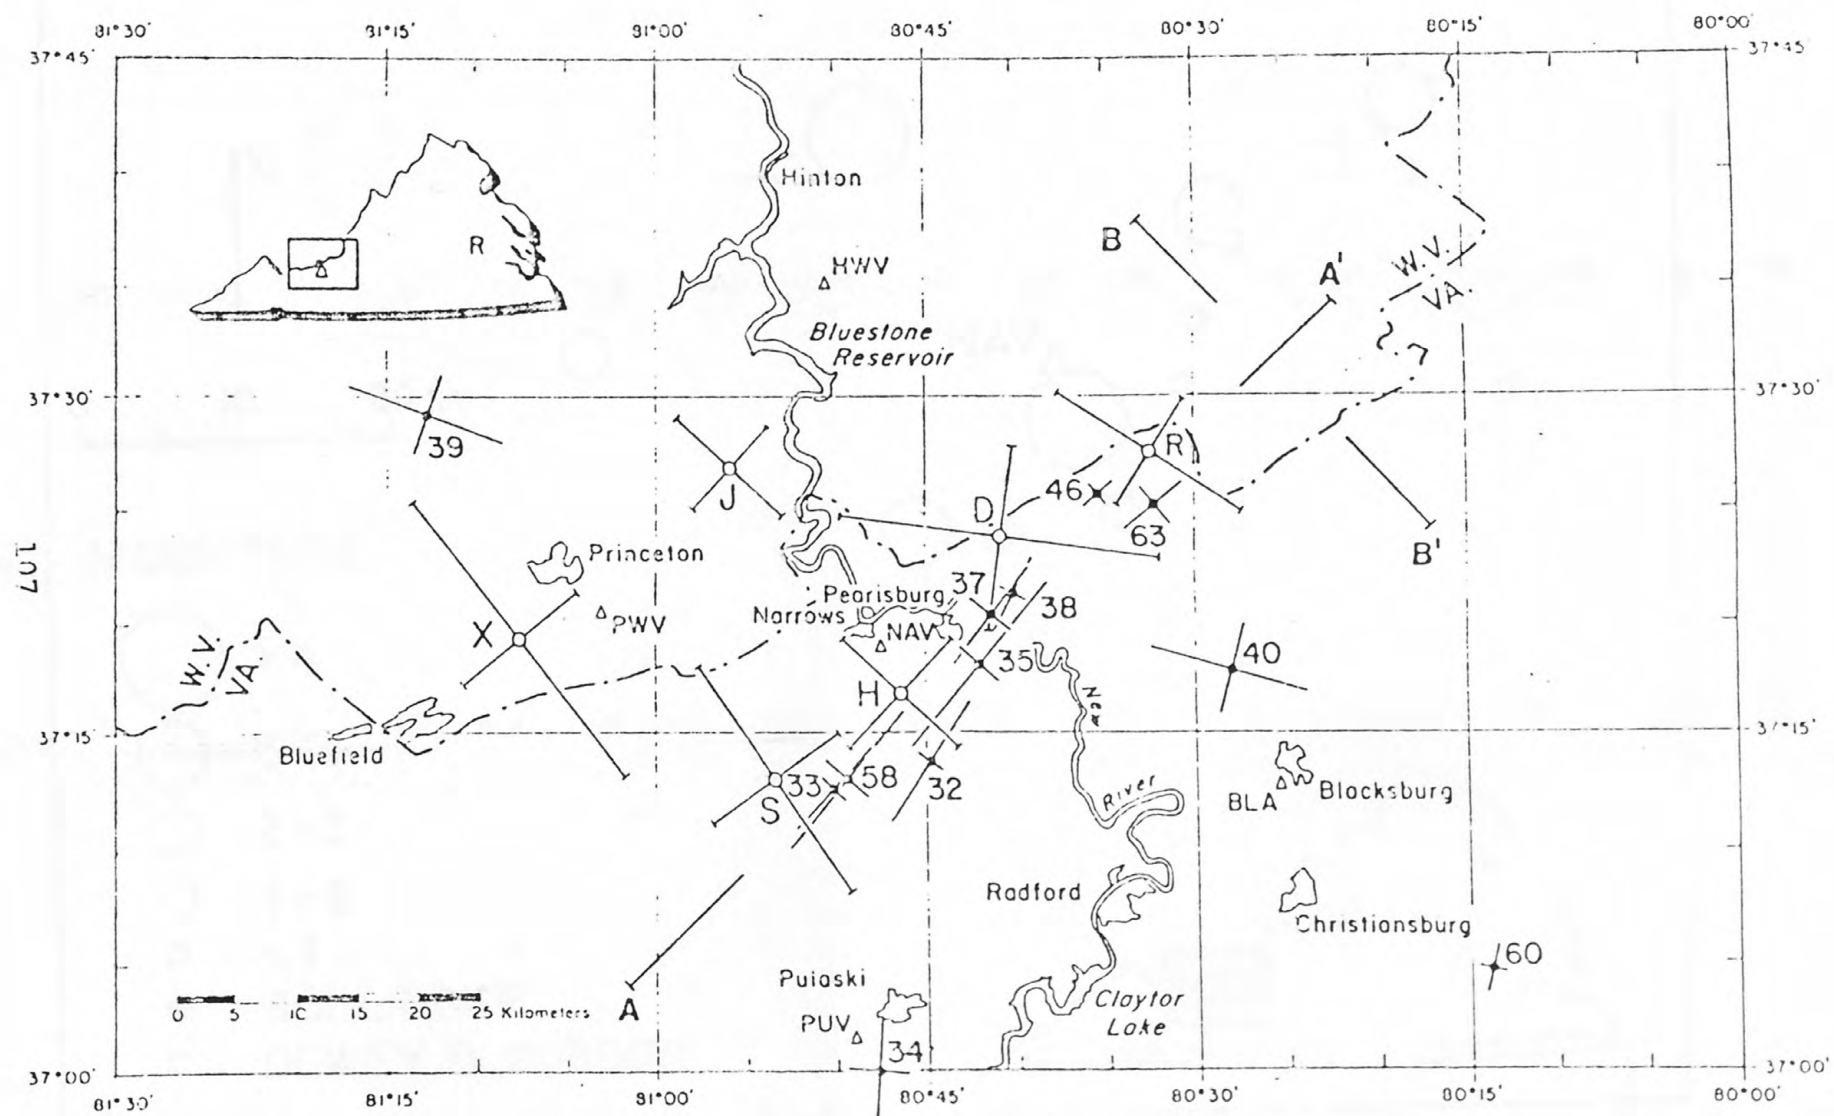 81°30' 81°15' 81°00' 80°45' 80°30' 80°15' 80°00'
37°45' 37°45'
Hinton
R
HWV
B
A'
W.V.
VA.
Bluestone
Reservoir
37°30' 37°30'
39
J
R
46
63
D
B'
107
Princeton
PWV
X
Pearisburg
37
38
Narrows
NAV
35
40
W.V.
VA.
H
New
37°15' 37°15'
Bluefield
S
33
58
32
River
BLA
Blacksburg
Radford
Christiansburg
60
Pulaski
Claytor
Lake
PUV
34
A
0 5 10 15 20 25 Kilometers
37°00' 37°00'
81°30' 81°15' 81°00' 80°45' 80°30' 80°15' 80°00'